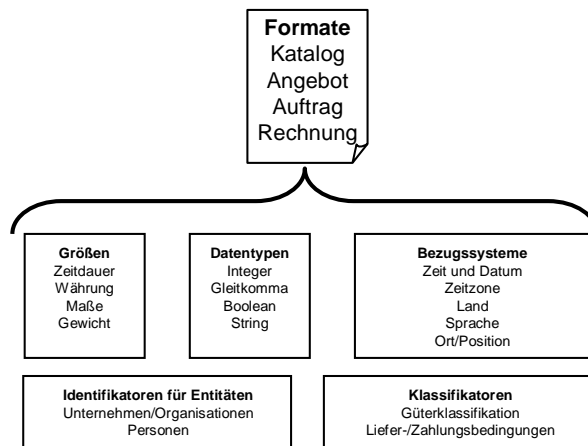 Formate
Katalog
Angebot
Auftrag
Rechnung
Größen
Zeitdauer
Währung
Maße
Gewicht
Datentypen
Integer
Gleitkomma
Boolean
String
Bezugssysteme
Zeit und Datum
Zeitzone
Land
Sprache
Ort/Position
Identifikatoren für Entitäten
Unternehmen/Organisationen
Personen
Klassifikatoren
Güterklassifikation
Liefer-/Zahlungsbedingungen